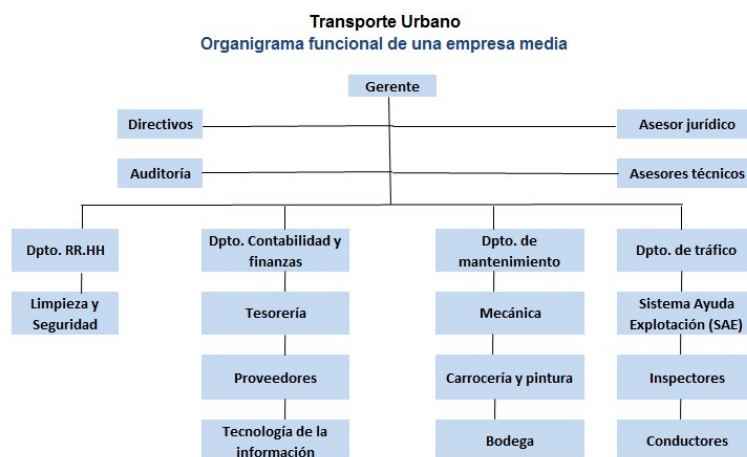 Transporte Urbano
Organigrama funcional de una empresa media
Gerente
Directivos
Asesor jurídico
Auditoría
Asesores técnicos
Dpto. RR.HH
Dpto. Contabilidad y
finanzas
Dpto. de
mantenimiento
Dpto. de tráfico
Limpieza y
Seguridad
Tesorería
Mecánica
Sistema Ayuda
Explotación (SAE)
Proveedores
Carrocería y pintura
Inspectores
Tecnología de la
información
Bodega
Conductores